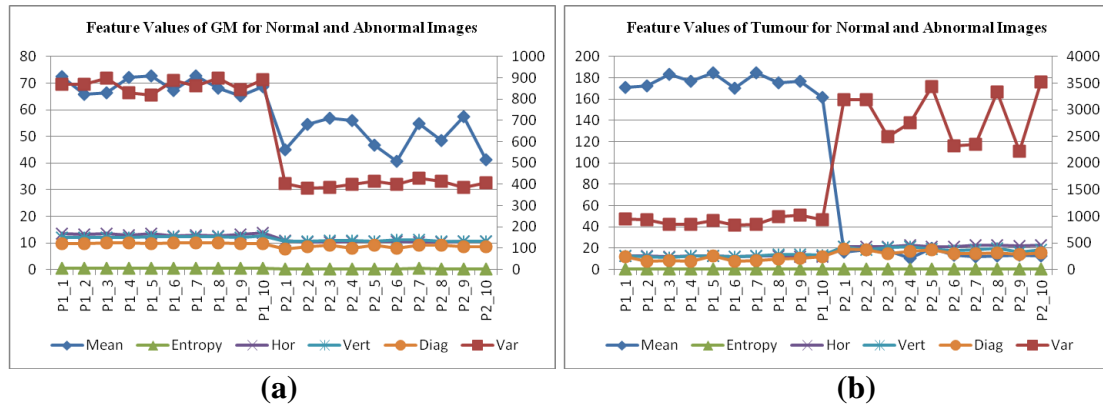 Feature Values of GM for Normal and Abnormal Images
80 1000
70 900
60 800
50 700
40 600
30 500
20 400
10 300
0 200
100
0
P1_1 P1_2 P1_3 P1_4 P1_5 P1_6 P1_7 P1_8 P1_9 P1_10 P2_1 P2_2 P2_3 P2_4 P2_5 P2_6 P2_7 P2_8 P2_9 P2_10
Mean Entropy Hor Vert Diag Var
(a)
Feature Values of Tumour for Normal and Abnormal Images
200 4000
180 3500
160 3000
140 2500
120 2000
100 1500
80 1000
60 500
40 0
20
0
P1_1 P1_2 P1_3 P1_4 P1_5 P1_6 P1_7 P1_8 P1_9 P1_10 P2_1 P2_2 P2_3 P2_4 P2_5 P2_6 P2_7 P2_8 P2_9 P2_10
Mean Entropy Hor Vert Diag Var
(b)